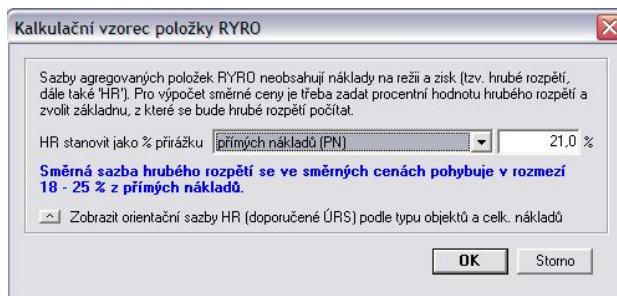 Kalkulační vzorec položky RYRO
Sazby agregovaných položek RYRO neobsahují náklady na režii a zisk (tzv. hrubé rozpětí,
dále také 'HR'). Pro výpočet směrné ceny je třeba zadat procentní hodnotu hrubého rozpětí a
zvolit základnu, z které se bude hrubé rozpětí počítat.
HR stanovit jako % přirážku přímých nákladů (PN) 21,0 %
Směrná sazba hrubého rozpětí se ve směrných cenách pohybuje v rozmezí
18 - 25 % z přímých nákladů.
Zobrazit orientační sazby HR (doporučené ÚRS) podle typu objektů a celk. nákladů
OK Storno